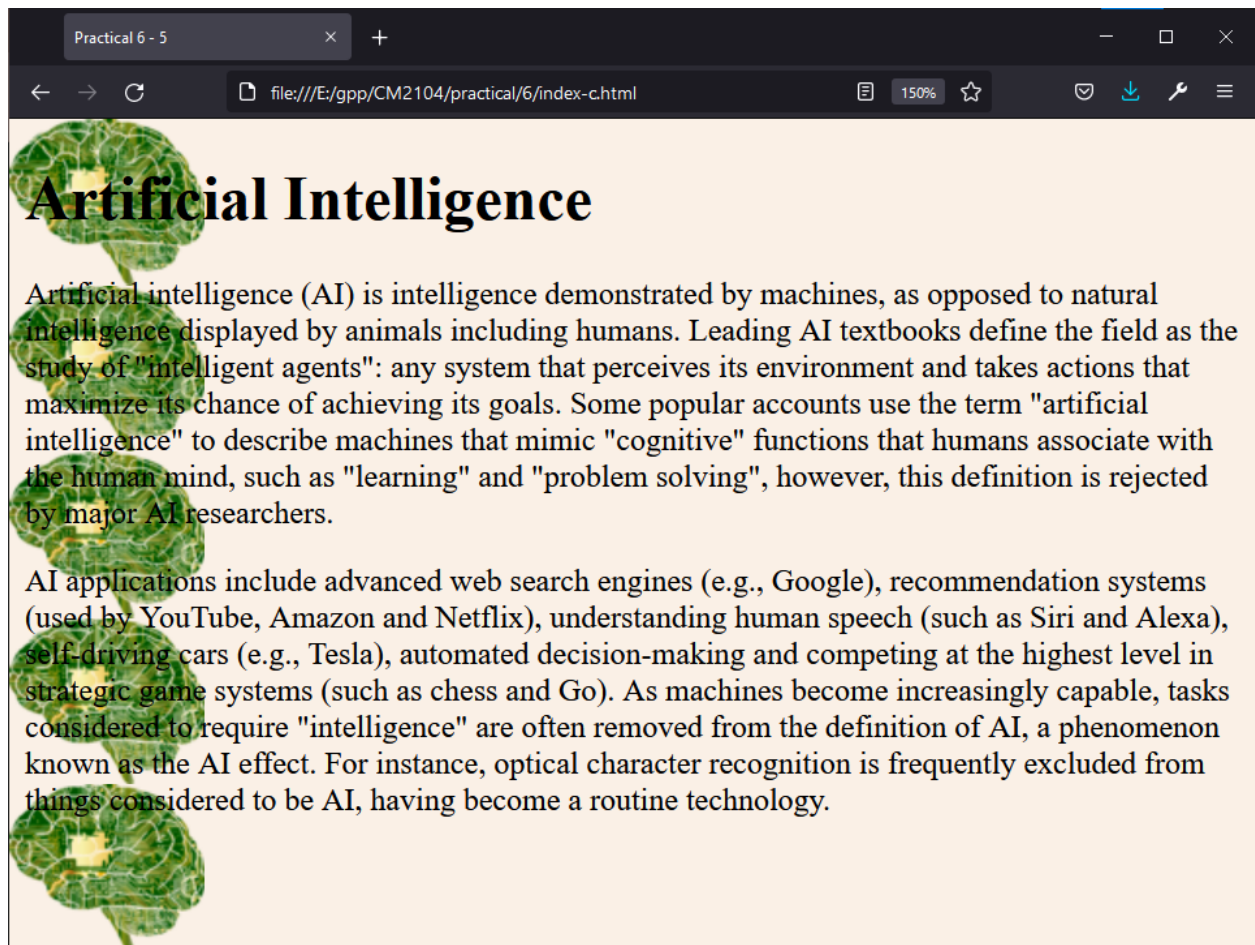 Practical 6 - 5
file:///E:/gpp/CM2104/practical/6/index-c.html
150%
Artificial Intelligence
Artificial intelligence (AI) is intelligence demonstrated by machines, as opposed to natural
intelligence displayed by animals including humans. Leading AI textbooks define the field as the
study of "intelligent agents": any system that perceives its environment and takes actions that
maximize its chance of achieving its goals. Some popular accounts use the term "artificial
intelligence" to describe machines that mimic "cognitive" functions that humans associate with
the human mind, such as "learning" and "problem solving", however, this definition is rejected
by major AI researchers.
AI applications include advanced web search engines (e.g., Google), recommendation systems
(used by YouTube, Amazon and Netflix), understanding human speech (such as Siri and Alexa),
self-driving cars (e.g., Tesla), automated decision-making and competing at the highest level in
strategic game systems (such as chess and Go). As machines become increasingly capable, tasks
considered to require "intelligence" are often removed from the definition of AI, a phenomenon
known as the AI effect. For instance, optical character recognition is frequently excluded from
things considered to be AI, having become a routine technology.